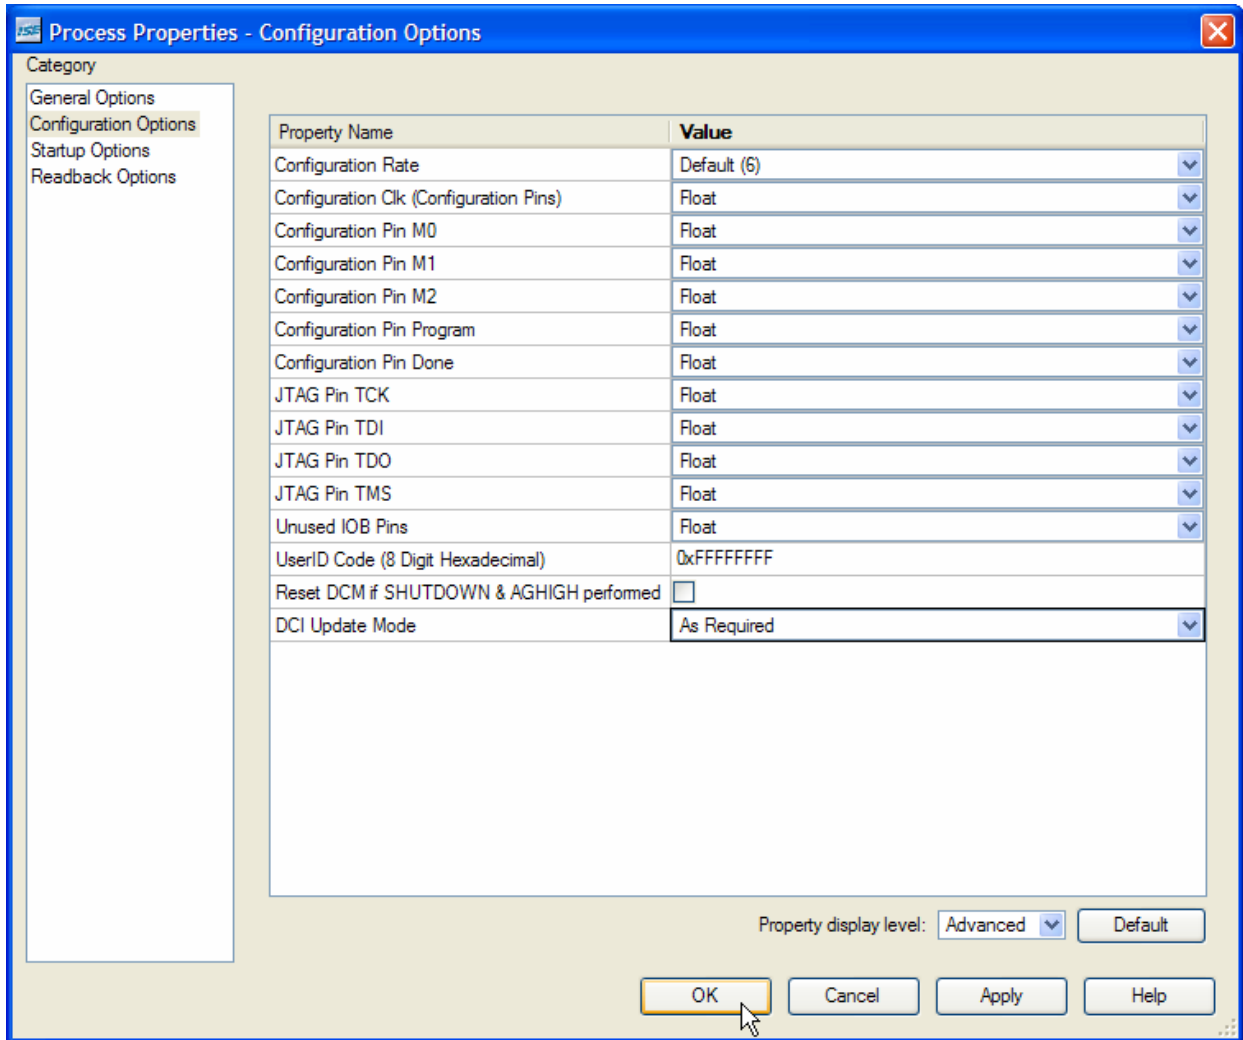 ISE Process Properties - Configuration Options
Category
General Options
Configuration Options
Startup Options
Readback Options
Property Name Value
Configuration Rate Default (6)
Configuration Clk (Configuration Pins) Float
Configuration Pin M0 Float
Configuration Pin M1 Float
Configuration Pin M2 Float
Configuration Pin Program Float
Configuration Pin Done Float
JTAG Pin TCK Float
JTAG Pin TDI Float
JTAG Pin TDO Float
JTAG Pin TMS Float
Unused IOB Pins Float
UserID Code (8 Digit Hexadecimal) 0xFFFFFFFF
Reset DCM if SHUTDOWN & AGHIGH performed
DCI Update Mode As Required
Property display level: Advanced Default
OK Cancel Apply Help